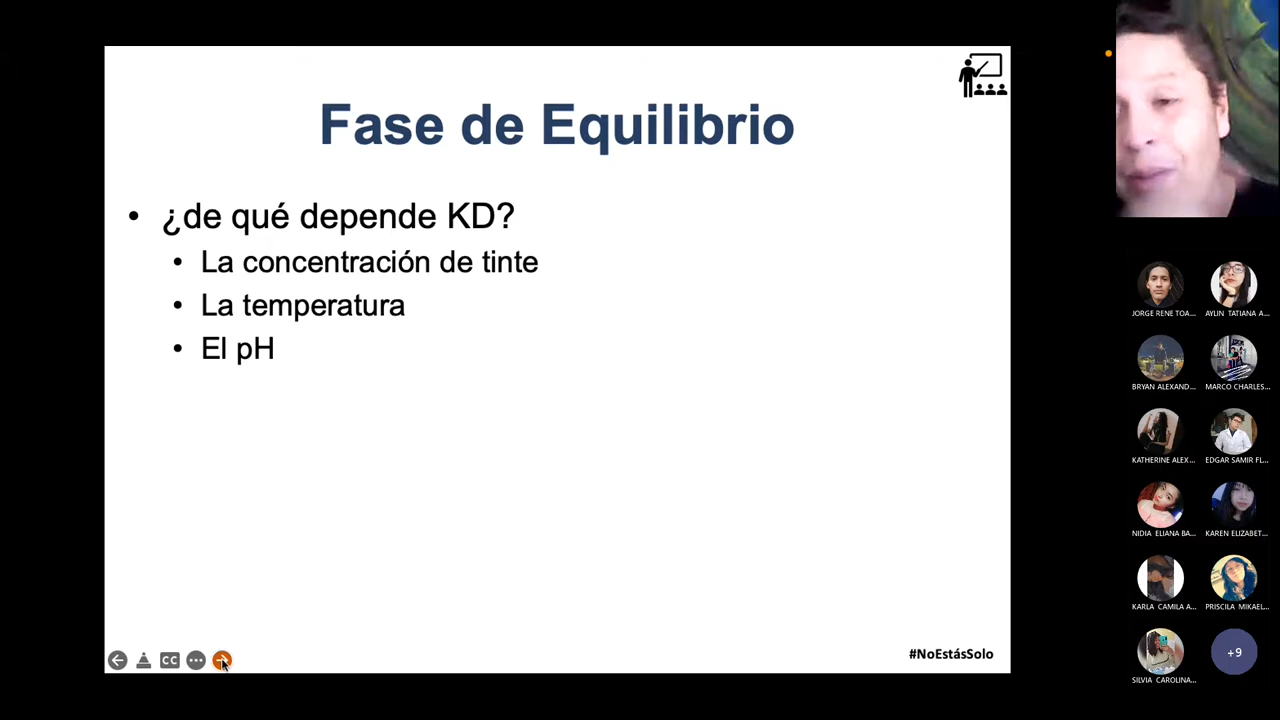 Fase de Equilibrio
• ¿de qué depende KD?
• La concentración de tinte
• La temperatura
• El pH
CC
#NoEstásSolo
JORGE RENE TOA...
AYLIN TATIANA A...
BRYAN ALEXAND...
MARCO CHARLES...
KATHERINE ALEX...
EDGAR SAMIR FL...
NIDIA ELIANA BA...
KAREN ELIZABET...
KARLA CAMILA A...
PRISCILA MIKAEL...
SILVIA CAROLINA...
+9